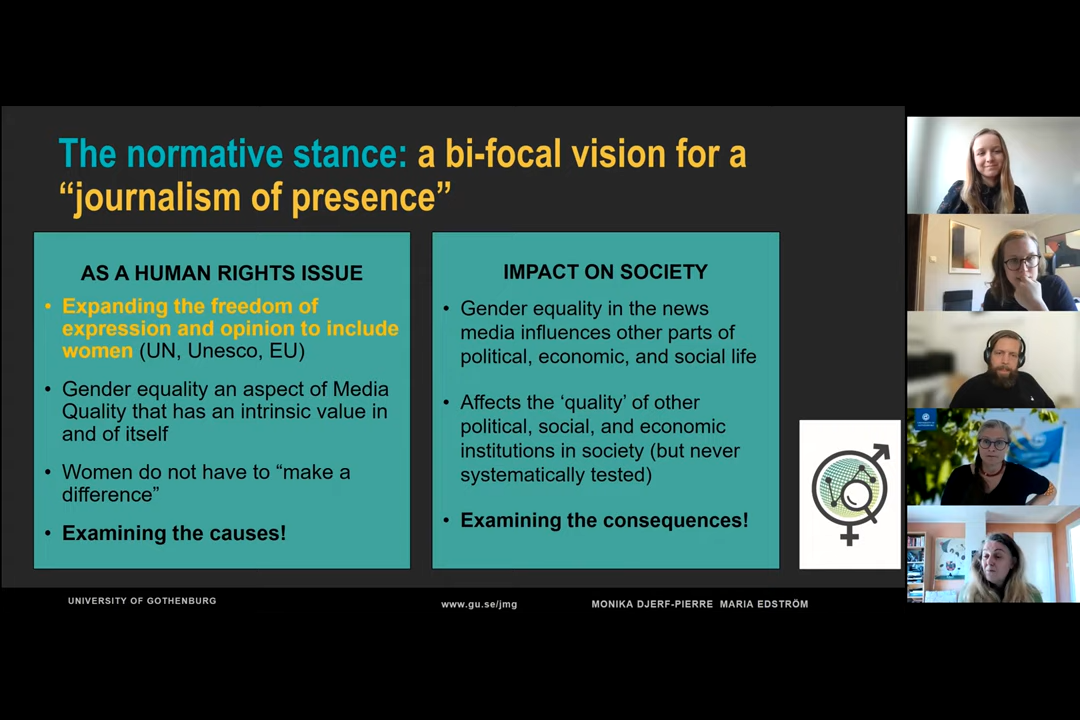 The normative stance: a bi-focal vision for a
“journalism of presence”
AS A HUMAN RIGHTS ISSUE
• Expanding the freedom of
expression and opinion to include
women (UN, Unesco, EU)
• Gender equality an aspect of Media
Quality that has an intrinsic value in
and of itself
• Women do not have to “make a
difference”
• Examining the causes!
IMPACT ON SOCIETY
• Gender equality in the news
media influences other parts of
political, economic, and social life
• Affects the ‘quality’ of other
political, social, and economic
institutions in society (but never
systematically tested)
• Examining the consequences!
UNIVERSITY OF GOTHENBURG
www.gu.se/jmg
MONIKA DJERF-PIERRE MARIA EDSTRÖM